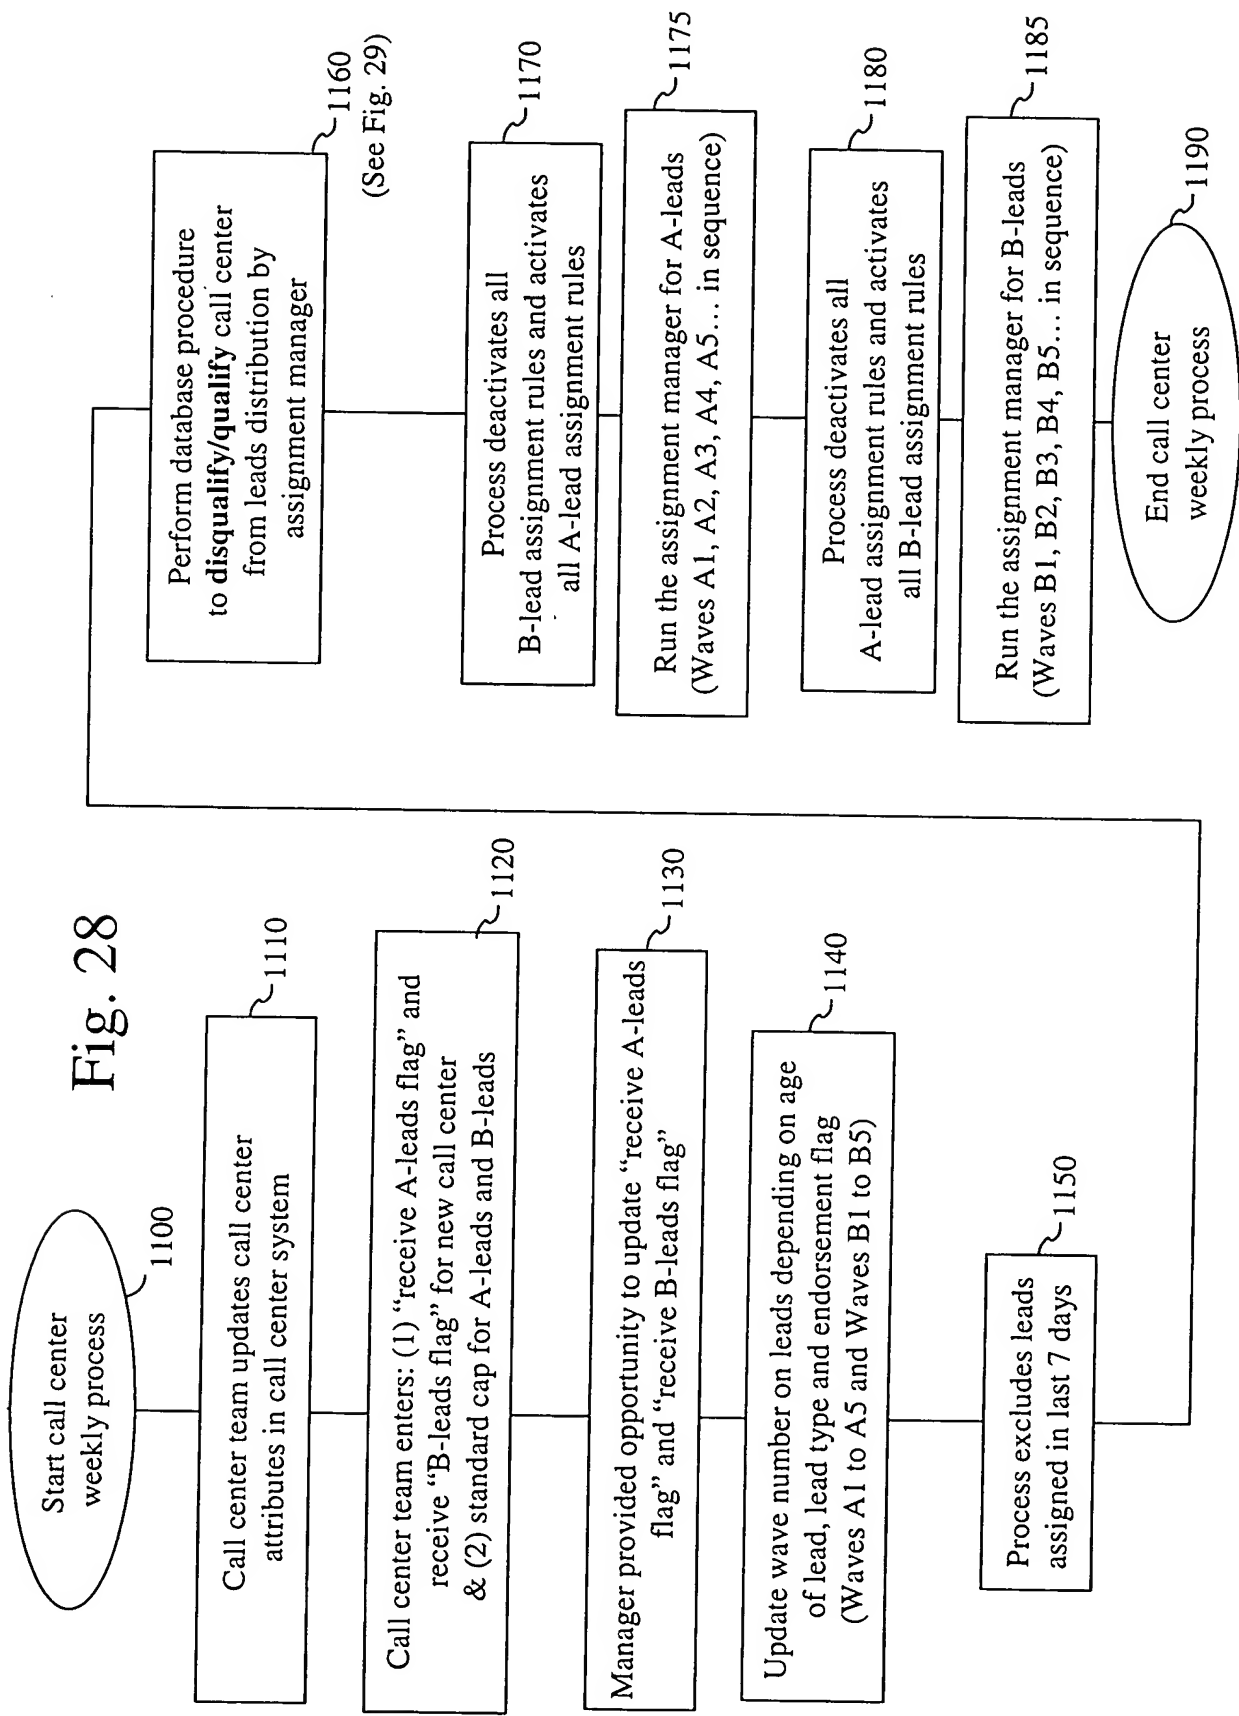 Fig. 28
Start call center
weekly process
1100
Call center team updates call center
attributes in call center system
1110
Call center team enters: (1) “receive A-leads flag” and
receive “B-leads flag” for new call center
& (2) standard cap for A-leads and B-leads
1120
Manager provided opportunity to update “receive A-leads
flag” and “receive B-leads flag”
1130
Update wave number on leads depending on age
of lead, lead type and endorsement flag
(Waves A1 to A5 and Waves B1 to B5)
1140
Process excludes leads
assigned in last 7 days
1150
Perform database procedure
to disqualify/qualify call center
from leads distribution by
assignment manager
1160
(See Fig. 29)
Process deactivates all
B-lead assignment rules and activates
all A-lead assignment rules
1170
Run the assignment manager for A-leads
(Waves A1, A2, A3, A4, A5... in sequence)
1175
Process deactivates all
A-lead assignment rules and activates
all B-lead assignment rules
1180
Run the assignment manager for B-leads
(Waves B1, B2, B3, B4, B5... in sequence)
1185
End call center
weekly process
1190